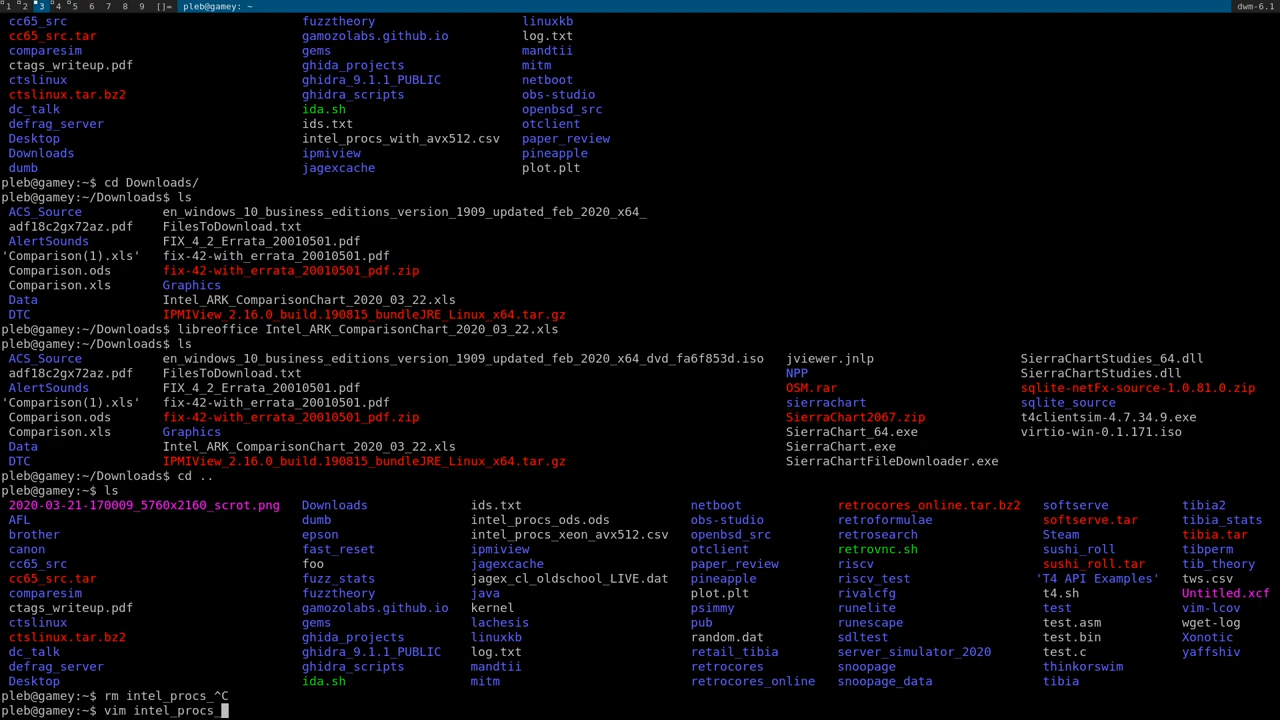 1 2 3 4 5 6 7 8 9 []= pleb@gamey: ~ dwm-6.1
cc65_src fuzztheory linuxkb
cc65_src.tar gamozolabs.github.io log.txt
comparesim gems mandtii
ctags_writeup.pdf ghida_projects mitm
ctslinux ghidra_9.1.1_PUBLIC netboot
ctslinux.tar.bz2 ghidra_scripts obs-studio
dc_talk ida.sh openbsd_src
defrag_server ids.txt otclient
Desktop intel_procs_with_avx512.csv paper_review
Downloads ipmiview pineapple
dumb jagexcache plot.plt
pleb@gamey:~$ cd Downloads/
pleb@gamey:~/Downloads$ ls
ACS_Source en_windows_10_business_editions_version_1909_updated_feb_2020_x64_
adf18c2gx72az.pdf FilesToDownload.txt
AlertSounds FIX_4_2_Errata_20010501.pdf
'Comparison(1).xls' fix-42-with_errata_20010501.pdf
Comparison.ods fix-42-with_errata_20010501_pdf.zip
Comparison.xls Graphics
Data Intel_ARK_ComparisonChart_2020_03_22.xls
DTC IPMIView_2.16.0_build.190815_bundleJRE_Linux_x64.tar.gz
pleb@gamey:~/Downloads$ libreoffice Intel_ARK_ComparisonChart_2020_03_22.xls
pleb@gamey:~/Downloads$ ls
ACS_Source en_windows_10_business_editions_version_1909_updated_feb_2020_x64_dvd_fa6f853d.iso jviewer.jnlp SierraChartStudies_64.dll
adf18c2gx72az.pdf FilesToDownload.txt NPP SierraChartStudies.dll
AlertSounds FIX_4_2_Errata_20010501.pdf OSM.rar sqlite-netFx-source-1.0.81.0.zip
'Comparison(1).xls' fix-42-with_errata_20010501.pdf sierrachart sqlite_source
Comparison.ods fix-42-with_errata_20010501_pdf.zip SierraChart2067.zip t4clientsim-4.7.34.9.exe
Comparison.xls Graphics SierraChart_64.exe virtio-win-0.1.171.iso
Data Intel_ARK_ComparisonChart_2020_03_22.xls SierraChart.exe
DTC IPMIView_2.16.0_build.190815_bundleJRE_Linux_x64.tar.gz SierraChartFileDownloader.exe
pleb@gamey:~/Downloads$ cd ..
pleb@gamey:~$ ls
2020-03-21-170009_5760x2160_scrot.png Downloads ids.txt netboot retrocores_online.tar.bz2 softserve tibia2
AFL dumb intel_procs_ods.ods obs-studio retroformulae softserve.tar tibia_stats
brother epson intel_procs_xeon_avx512.csv openbsd_src retrosearch Steam tibia.tar
canon fast_reset ipmiview otclient retrovnc.sh sushi_roll tibperm
cc65_src foo jagexcache paper_review riscv sushi_roll.tar tib_theory
cc65_src.tar fuzz_stats jagex_cl_oldschool_LIVE.dat pineapple riscv_test 'T4 API Examples' tws.csv
comparesim fuzztheory java plot.plt rivalcfg t4.sh Untitled.xcf
ctags_writeup.pdf gamozolabs.github.io kernel psimmy runelite test vim-lcov
ctslinux gems lachesis pub runescape test.asm wget-log
ctslinux.tar.bz2 ghida_projects linuxkb random.dat sdltest test.bin Xonotic
dc_talk ghidra_9.1.1_PUBLIC log.txt retail_tibia server_simulator_2020 test.c yaffshiv
defrag_server ghidra_scripts mandtii retrocores snoopage thinkorswim
Desktop ida.sh mitm retrocores_online snoopage_data tibia
pleb@gamey:~$ rm intel_procs_^C
pleb@gamey:~$ vim intel_procs_